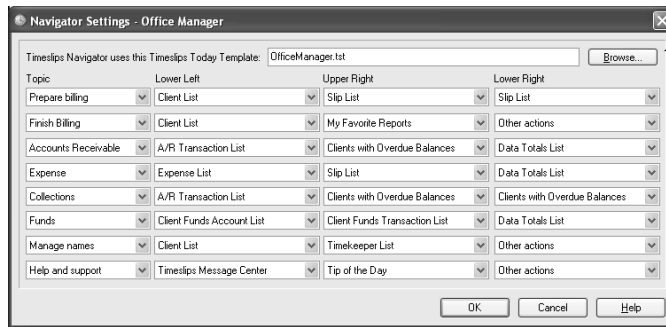 Navigator Settings - Office Manager
Timeslips Navigator uses this Timeslips Today Template: OfficeManager.tst Browse...
Topic Lower Left Upper Right Lower Right
Prepare billing Client List Slip List Slip List
Finish Billing Client List My Favorite Reports Other actions
Accounts Receivable A/R Transaction List Clients with Overdue Balances Data Totals List
Expense Expense List Slip List Data Totals List
Collections A/R Transaction List Clients with Overdue Balances Clients with Overdue Balances
Funds Client Funds Account List Client Funds Transaction List Data Totals List
Manage names Client List Timekeeper List Other actions
Help and support Timeslips Message Center Tip of the Day Other actions
OK Cancel Help